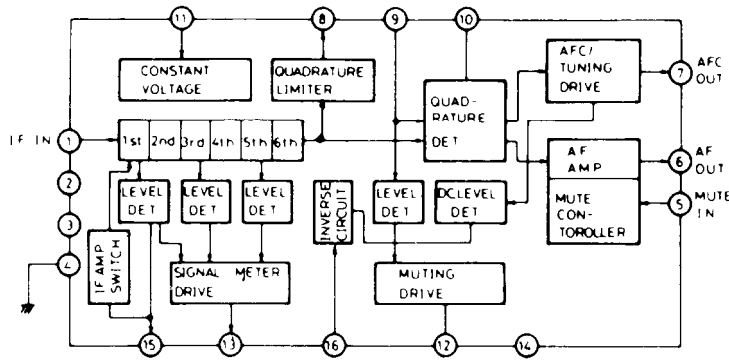 11
8
9
10
CONSTANT
VOLTAGE
QUADRATURE
LIMITER
AFC/
TUNING
DRIVE
7
AFC
OUT
QUAD-
RATURE
DET
IF IN
1
1st
2nd
3rd
4th
5th
6th
AF
AMP
6
AF
OUT
2
LEVEL
DET
LEVEL
DET
LEVEL
DET
INVERSE
CIRCUIT
LEVEL
DET
DC LEVEL
DET
MUTE
CON-
TOROLLER
5
MUTE
IN
3
4
IF AMP
SWITCH
SIGNAL METER
DRIVE
MUTING
DRIVE
15
13
16
12
14